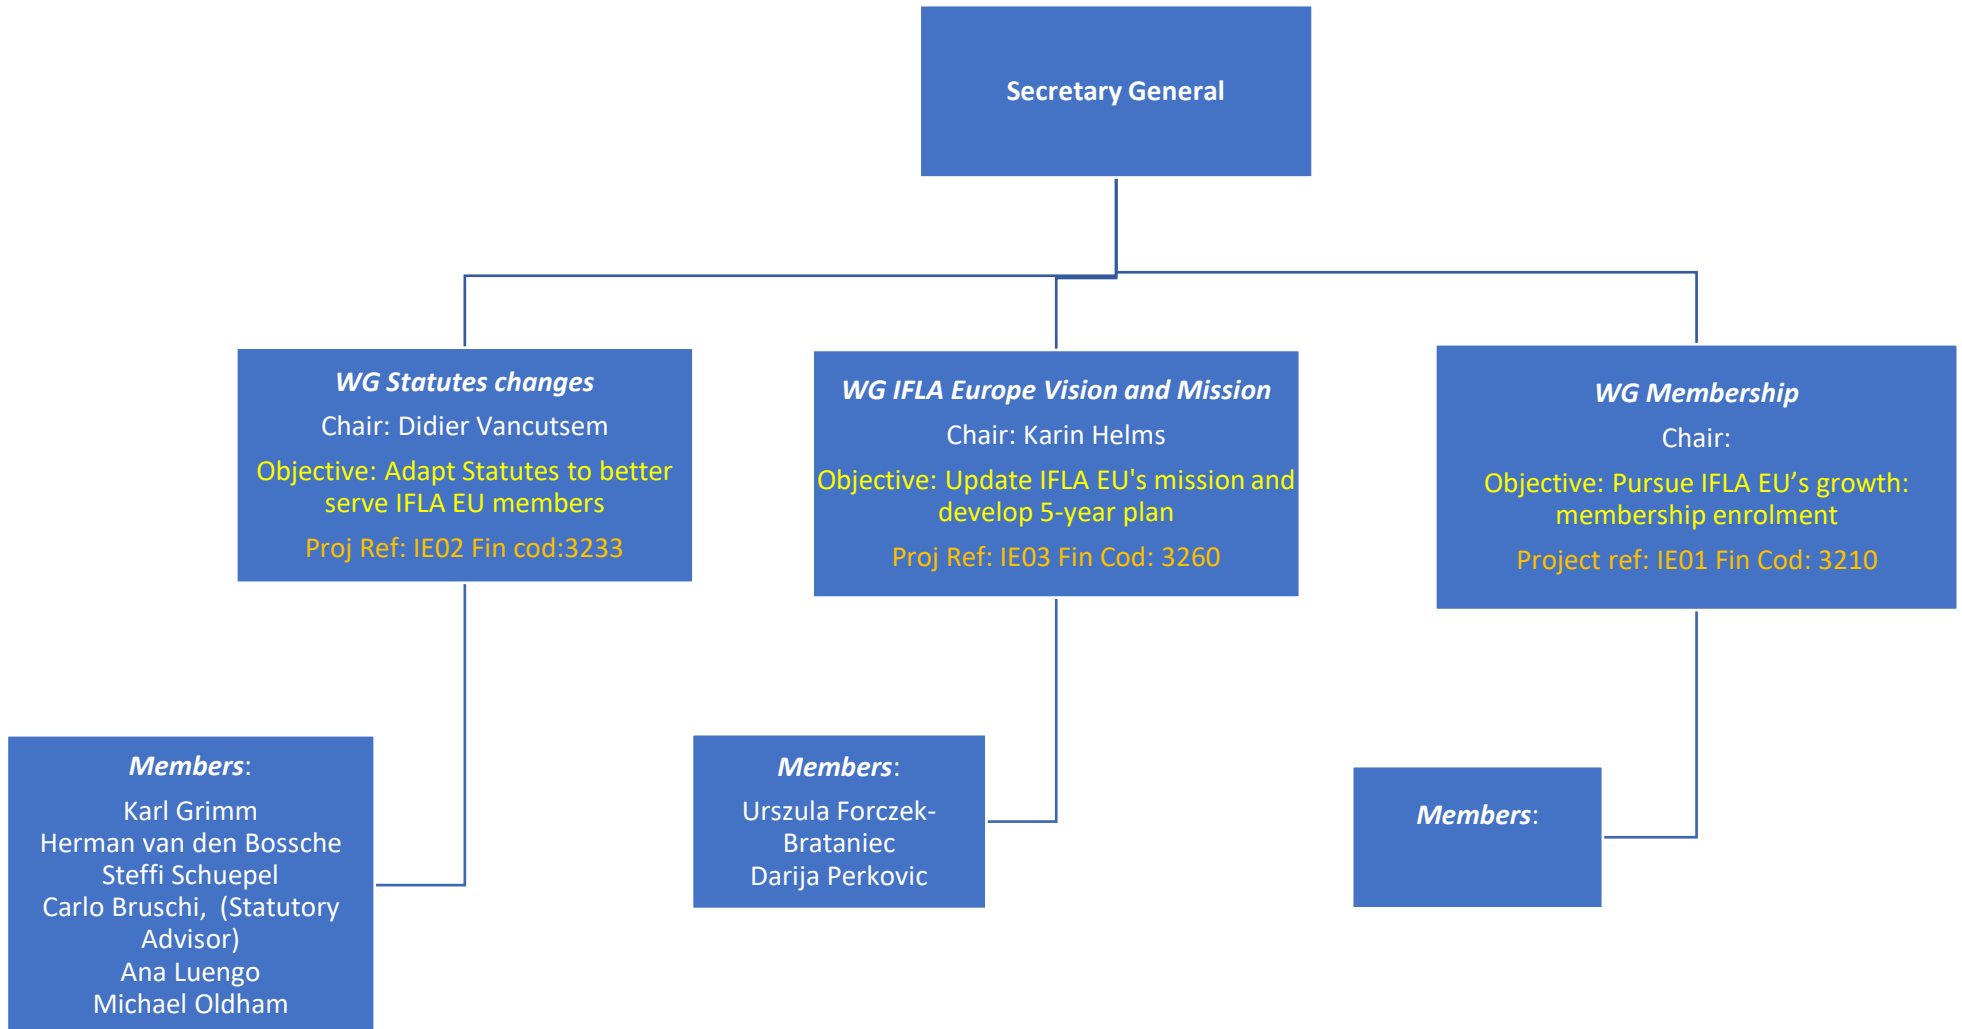 Secretary General
WG Statutes changes
Chair: Didier Vancutsem
Objective: Adapt Statutes to better
serve IFLA EU members
Proj Ref: IE02 Fin cod:3233
WG IFLA Europe Vision and Mission
Chair: Karin Helms
Objective: Update IFLA EU's mission and
develop 5-year plan
Proj Ref: IE03 Fin Cod: 3260
WG Membership
Chair:
Objective: Pursue IFLA EU’s growth:
membership enrolment
Project ref: IE01 Fin Cod: 3210
Members:
Karl Grimm
Herman van den Bossche
Steffi Schuepel
Carlo Bruschi, (Statutory
Advisor)
Ana Luengo
Michael Oldham
Members:
Urszula Forczek-
Brataniec
Darija Perkovic
Members: